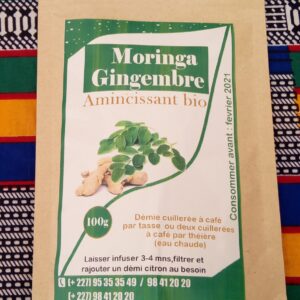 Moringa
Gingembre
Amincissant bio
Consommer avant : fevrier 2021
100g
Demie cuillerée à café
par tasse ou deux cuillerées
à café par théière
(eau chaude)
Laisser infuser 3-4 mns,filtrer et
rajouter un demi citron au besoin
(+ 227) 95 35 35 49 / 98 41 20 20
(+ 227) 98 41 20 20